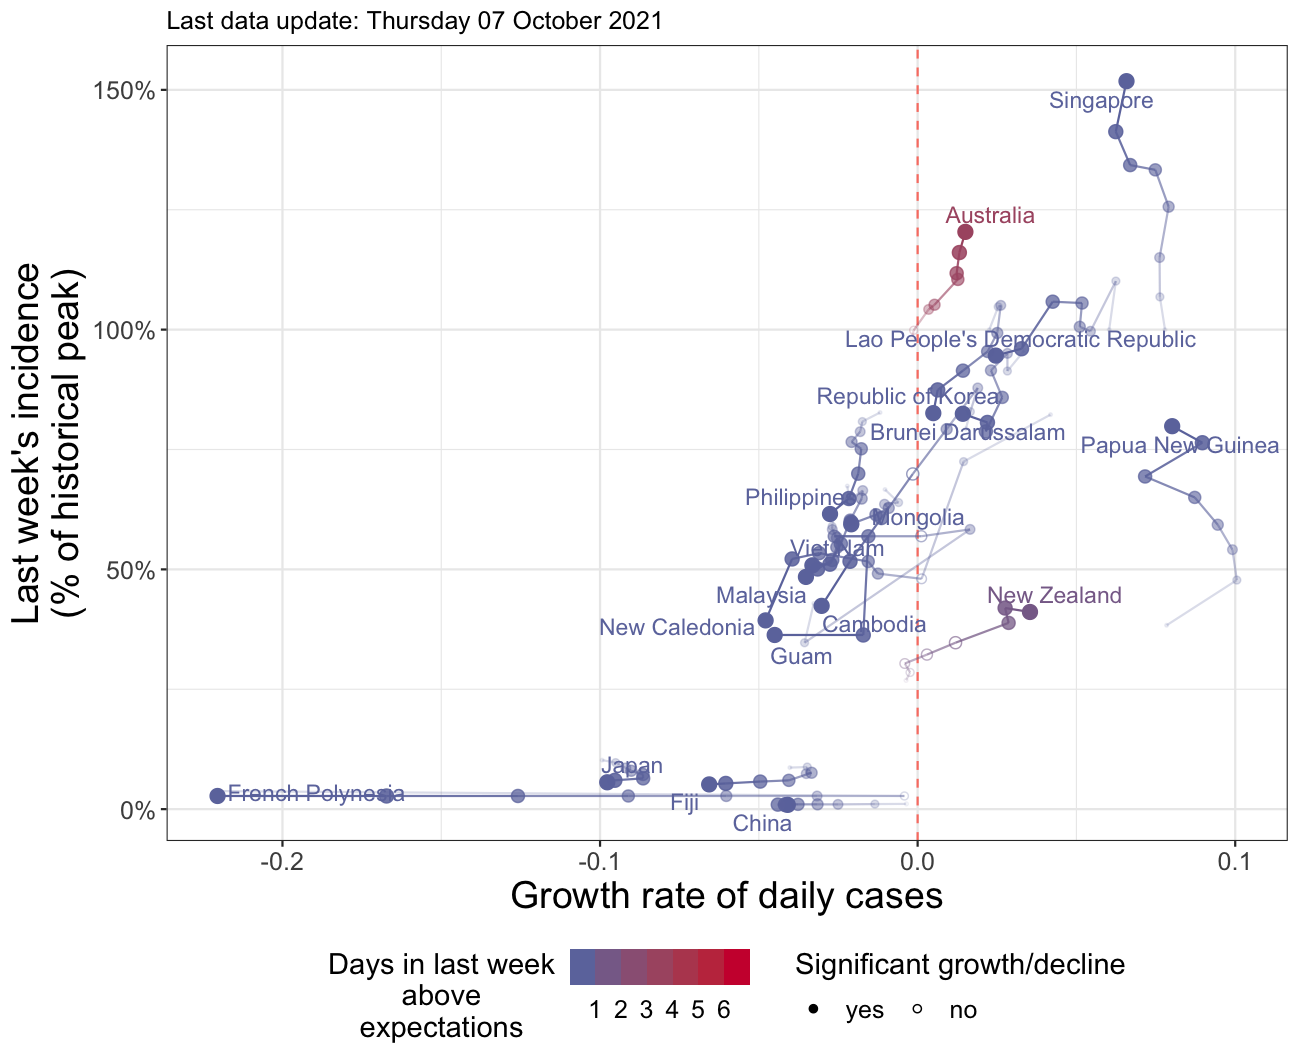 Last data update: Thursday 07 October 2021
Last week's incidence
(% of historical peak)
150%
100%
50%
0%
Singapore
Australia
Lao People's Democratic Republic
Republic of Korea
Brunei Darussalam
Papua New Guinea
Philippines
Mongolia
Viet Nam
Malaysia
New Zealand
New Caledonia
Cambodia
Guam
Japan
French Polynesia
Fiji
China
-0.2
-0.1
0.0
0.1
Growth rate of daily cases
Days in last week
above
expectations
1 2 3 4 5 6
Significant growth/decline
yes
no